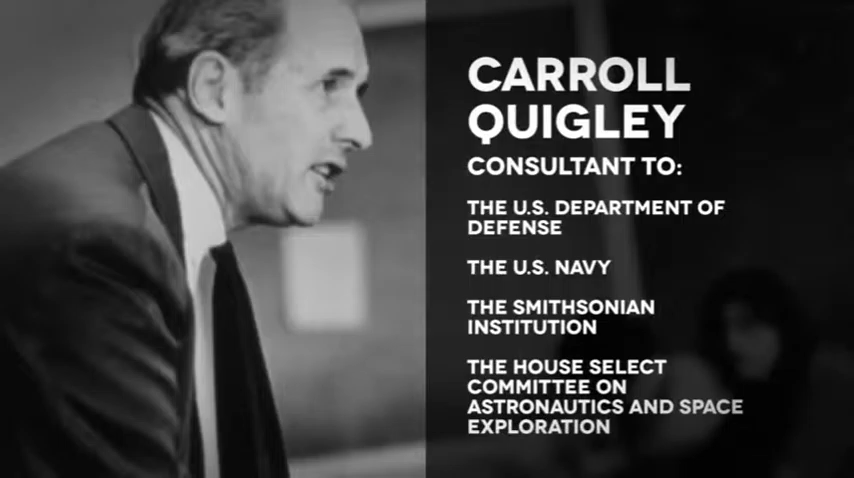 CARROLL
QUIGLEY
CONSULTANT TO:
THE U.S. DEPARTMENT OF
DEFENSE
THE U.S. NAVY
THE SMITHSONIAN
INSTITUTION
THE HOUSE SELECT
COMMITTEE ON
ASTRONAUTICS AND SPACE
EXPLORATION